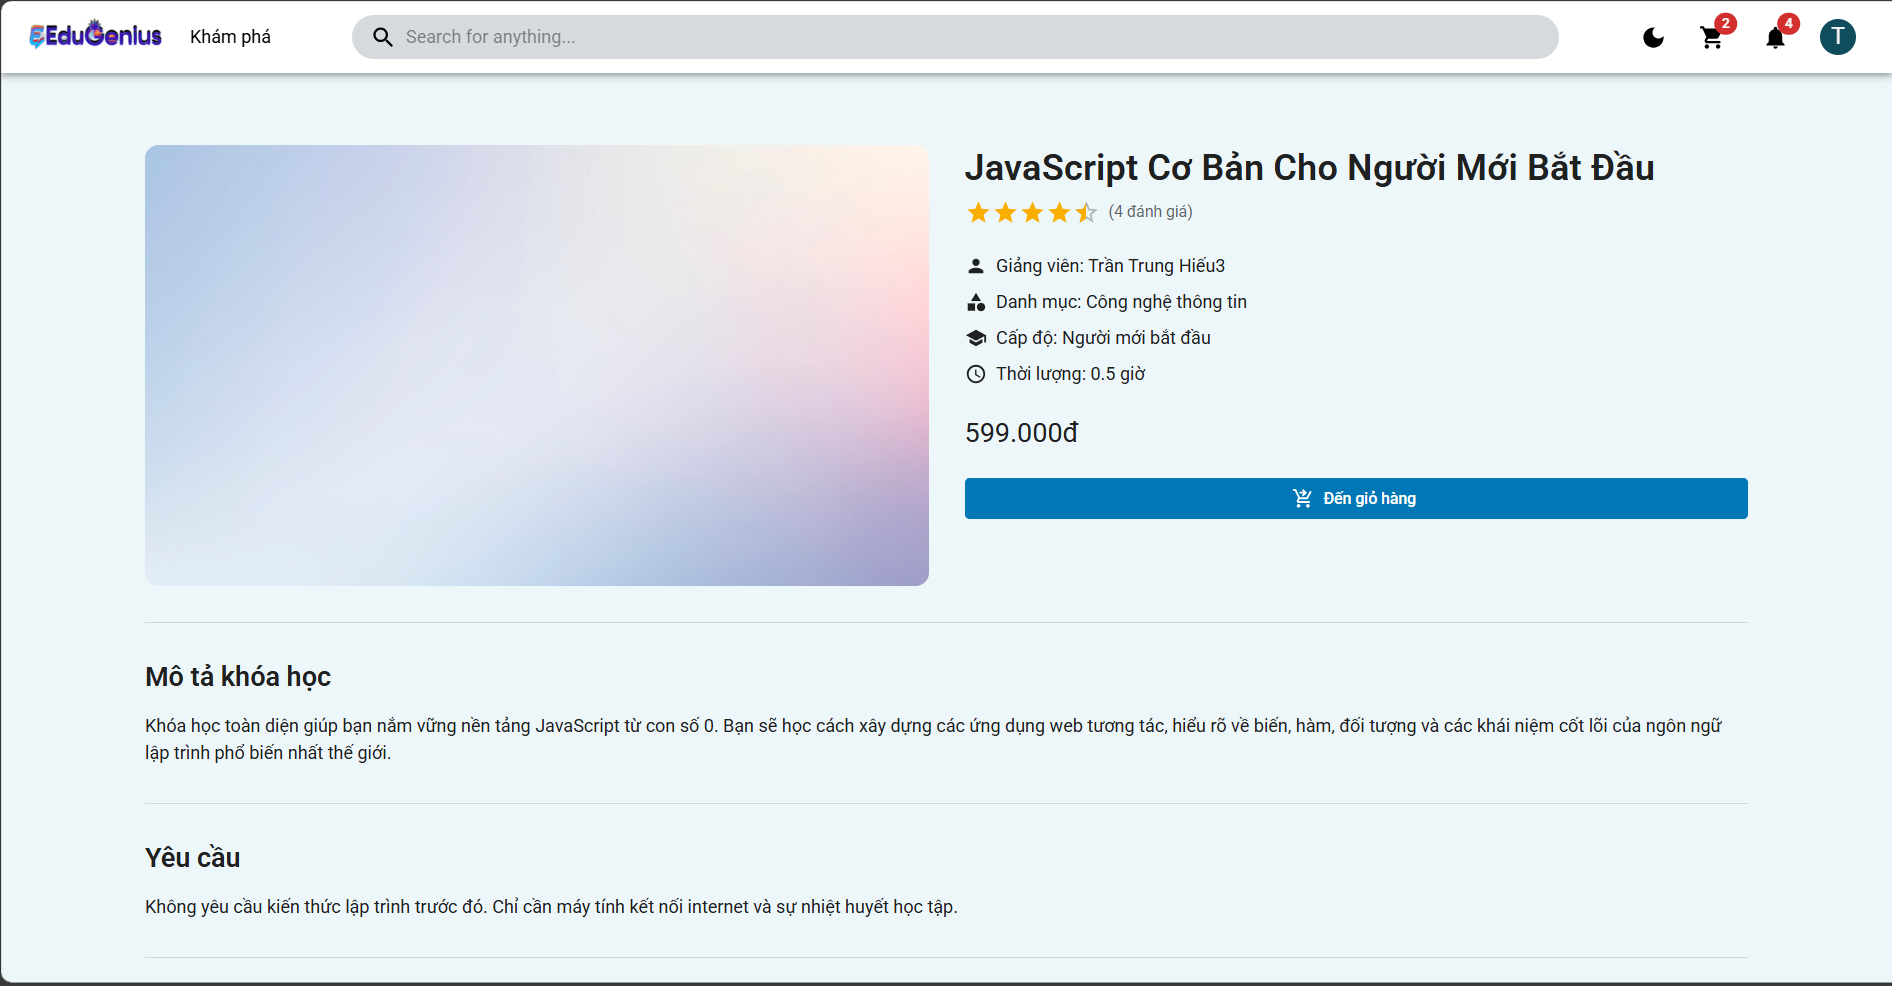 EduGenius
Khám phá
Search for anything...
2
4
T
JavaScript Cơ Bản Cho Người Mới Bắt Đầu
(4 đánh giá)
Giảng viên: Trần Trung Hiếu3
Danh mục: Công nghệ thông tin
Cấp độ: Người mới bắt đầu
Thời lượng: 0.5 giờ
599.000đ
Đến giỏ hàng
Mô tả khóa học
Khóa học toàn diện giúp bạn nắm vững nền tảng JavaScript từ con số 0. Bạn sẽ học cách xây dựng các ứng dụng web tương tác, hiểu rõ về biến, hàm, đối tượng và các khái niệm cốt lõi của ngôn ngữ
lập trình phổ biến nhất thế giới.
Yêu cầu
Không yêu cầu kiến thức lập trình trước đó. Chỉ cần máy tính kết nối internet và sự nhiệt huyết học tập.